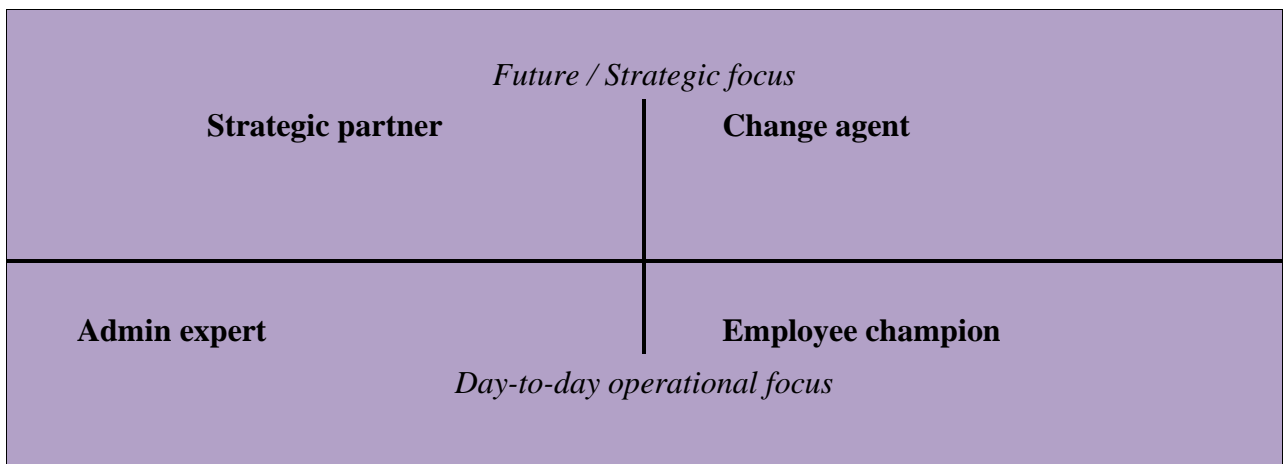 Future / Strategic focus
Strategic partner Change agent
Admin expert Employee champion
Day-to-day operational focus